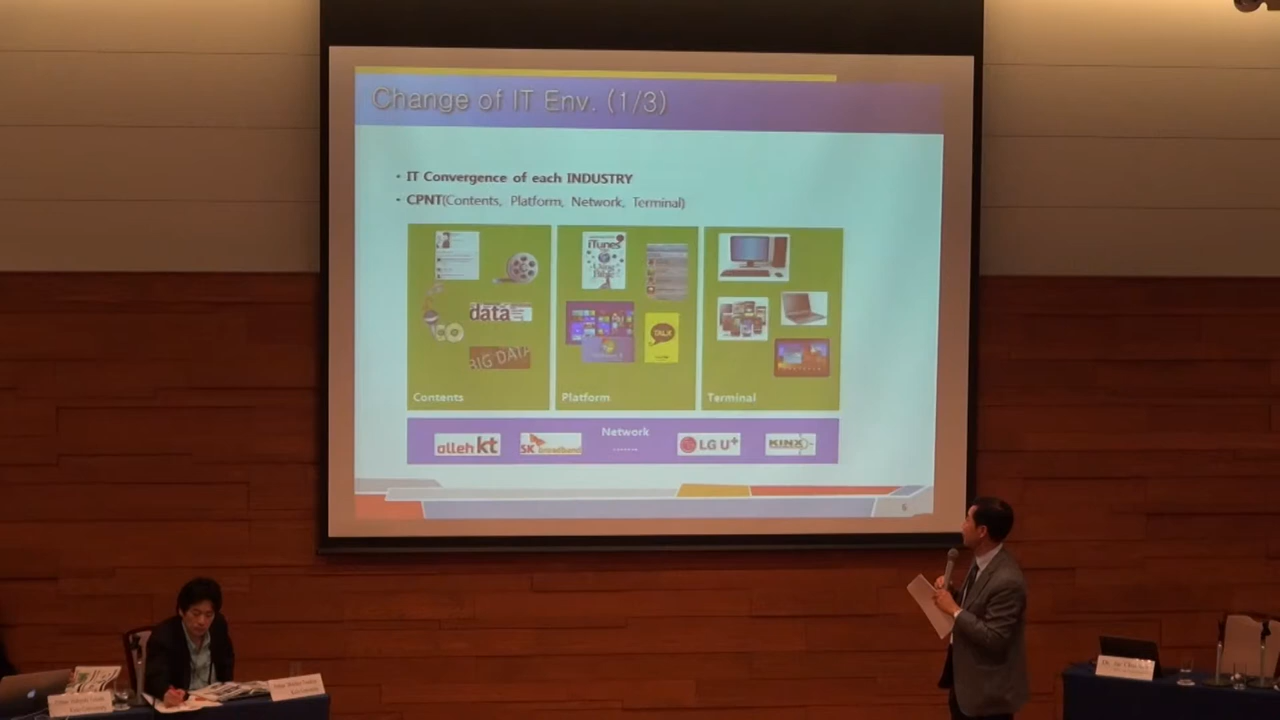 Change of IT Env. (1/3)
• IT Convergence of each INDUSTRY
• CPNT(Contents, Platform, Network, Terminal)
iTunes
data
BIG DATA
TALK
Contents
Platform
Terminal
Network
olleh kt
SK broadband
LG U+
KINX